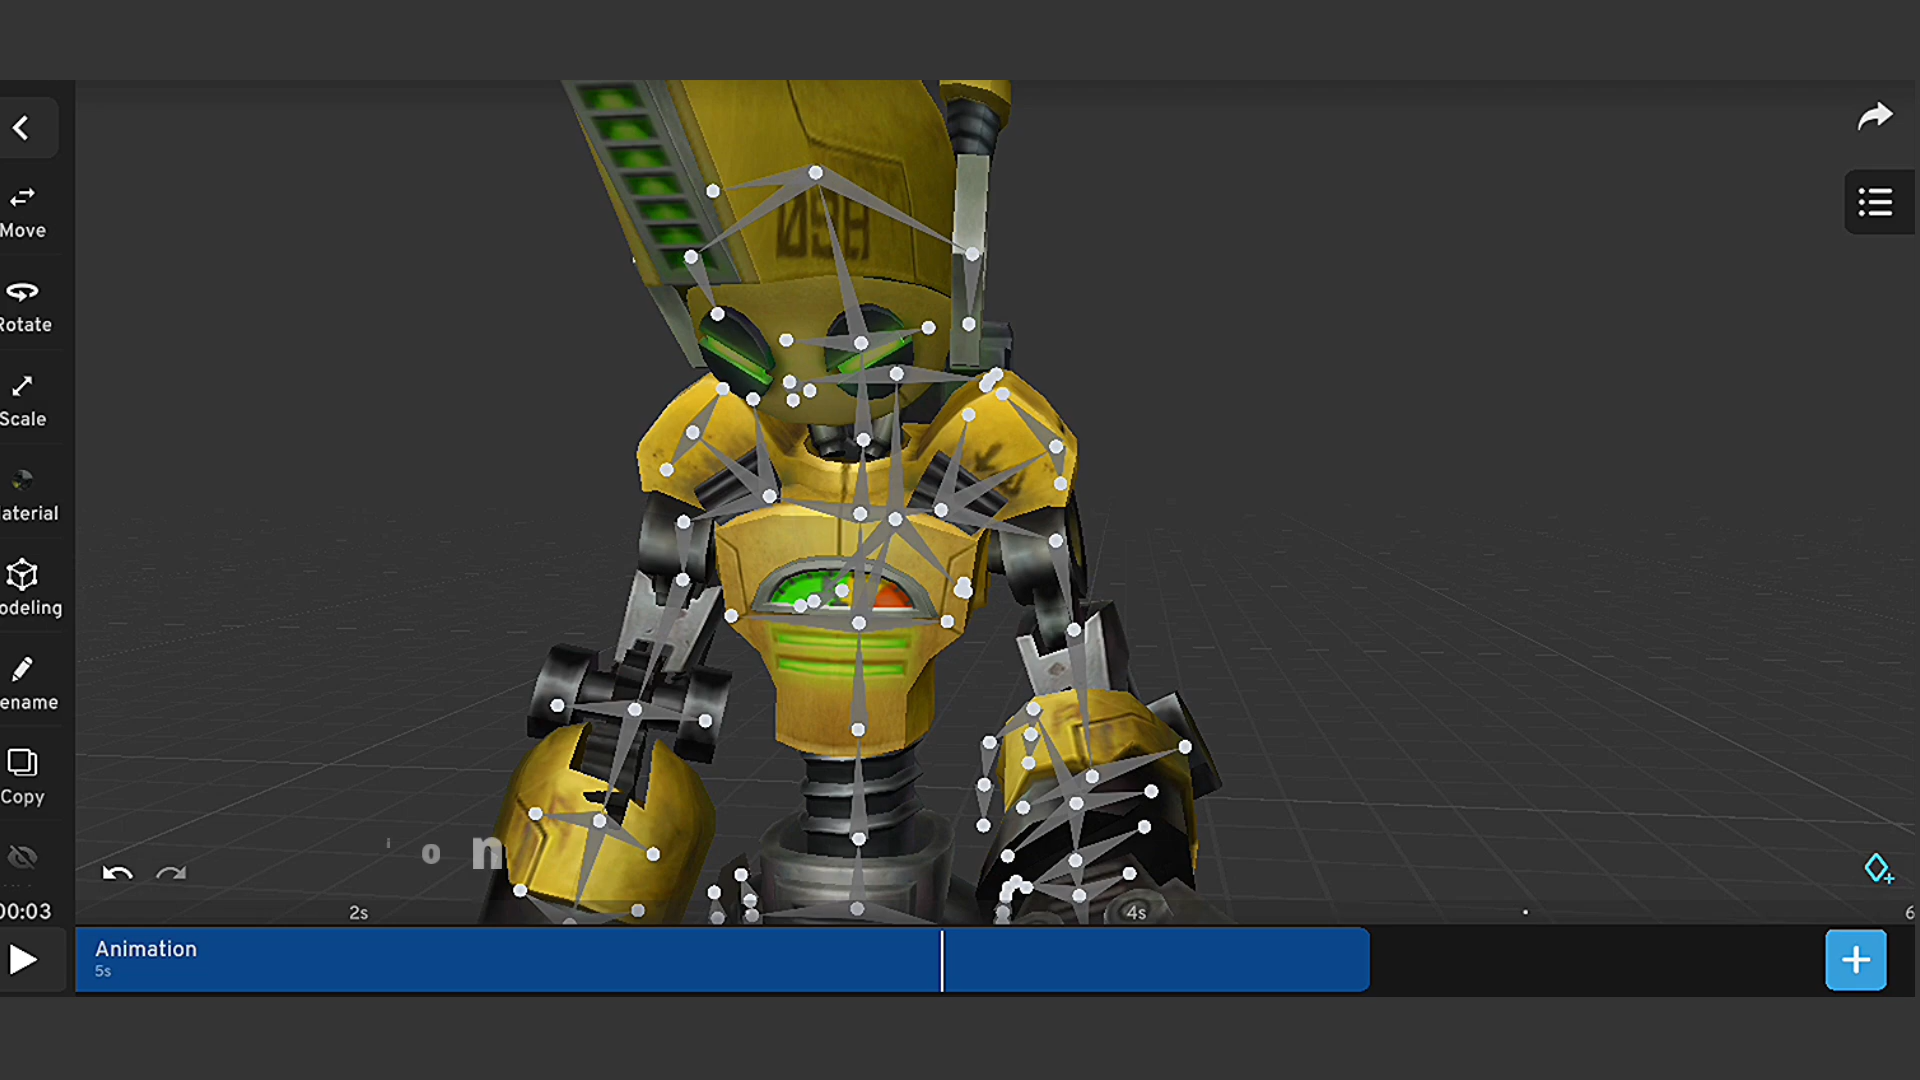 Move
Rotate
Scale
aterial
odeling
ename
Copy
i o n
00:03
2s
4s
6
Animation
5s